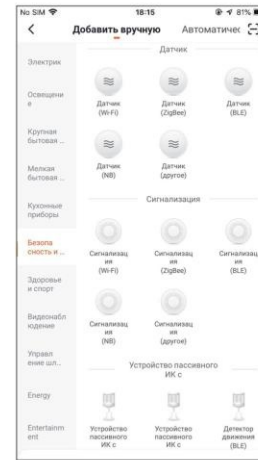 No SIM 18:15 81%
Добавить вручную Автоматичес
Датчик
Электрик
Освещени
е
Крупная
бытовая ...
Мелкая
бытовая ...
Кухонные
приборы
Безопа
сность и ...
Здоровье
и спорт
Видеонабл
юдение
Управл
ение шл...
Energy
Entertainm
ent
Датчик
(Wi-Fi)
Датчик
(ZigBee)
Датчик
(BLE)
Датчик
(NB)
Датчик
(другое)
Сигнализация
Сигнализац
ия
(Wi-Fi)
Сигнализац
ия
(ZigBee)
Сигнализац
ия
(BLE)
Сигнализац
ия
(NB)
Сигнализац
ия
(другое)
Устройство пассивного
ИК с
Устройство
пассивного
ИК с
Устройство
пассивного
ИК с
Детектор
движения
(BLE)